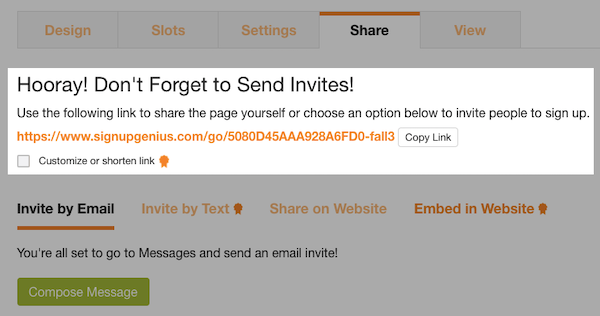 Design Slots Settings Share View
Hooray! Don't Forget to Send Invites!
Use the following link to share the page yourself or choose an option below to invite people to sign up.
https://www.signupgenius.com/go/5080D45AAA928A6FD0-fall3 Copy Link
Customize or shorten link
Invite by Email Invite by Text Share on Website Embed in Website
You're all set to go to Messages and send an email invite!
Compose Message